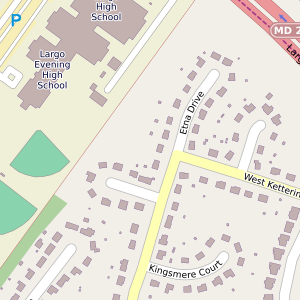 P
High
School
Largo
Evening
High
School
MD 2
Larg
Etna Drive
West Ketterin
Kingsmere Court